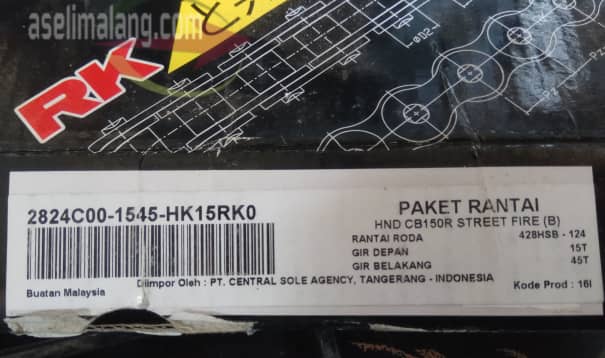 aselimalang.com
RK
2824C00-1545-HK15RK0
Buatan Malaysia
PAKET RANTAI
HND CB150R STREET FIRE (B)
RANTAI RODA 428HSB - 124
GIR DEPAN 15T
GIR BELAKANG 45T
Diimpor Oleh : PT. CENTRAL SOLE AGENCY, TANGERANG - INDONESIA
Kode Prod : 16I